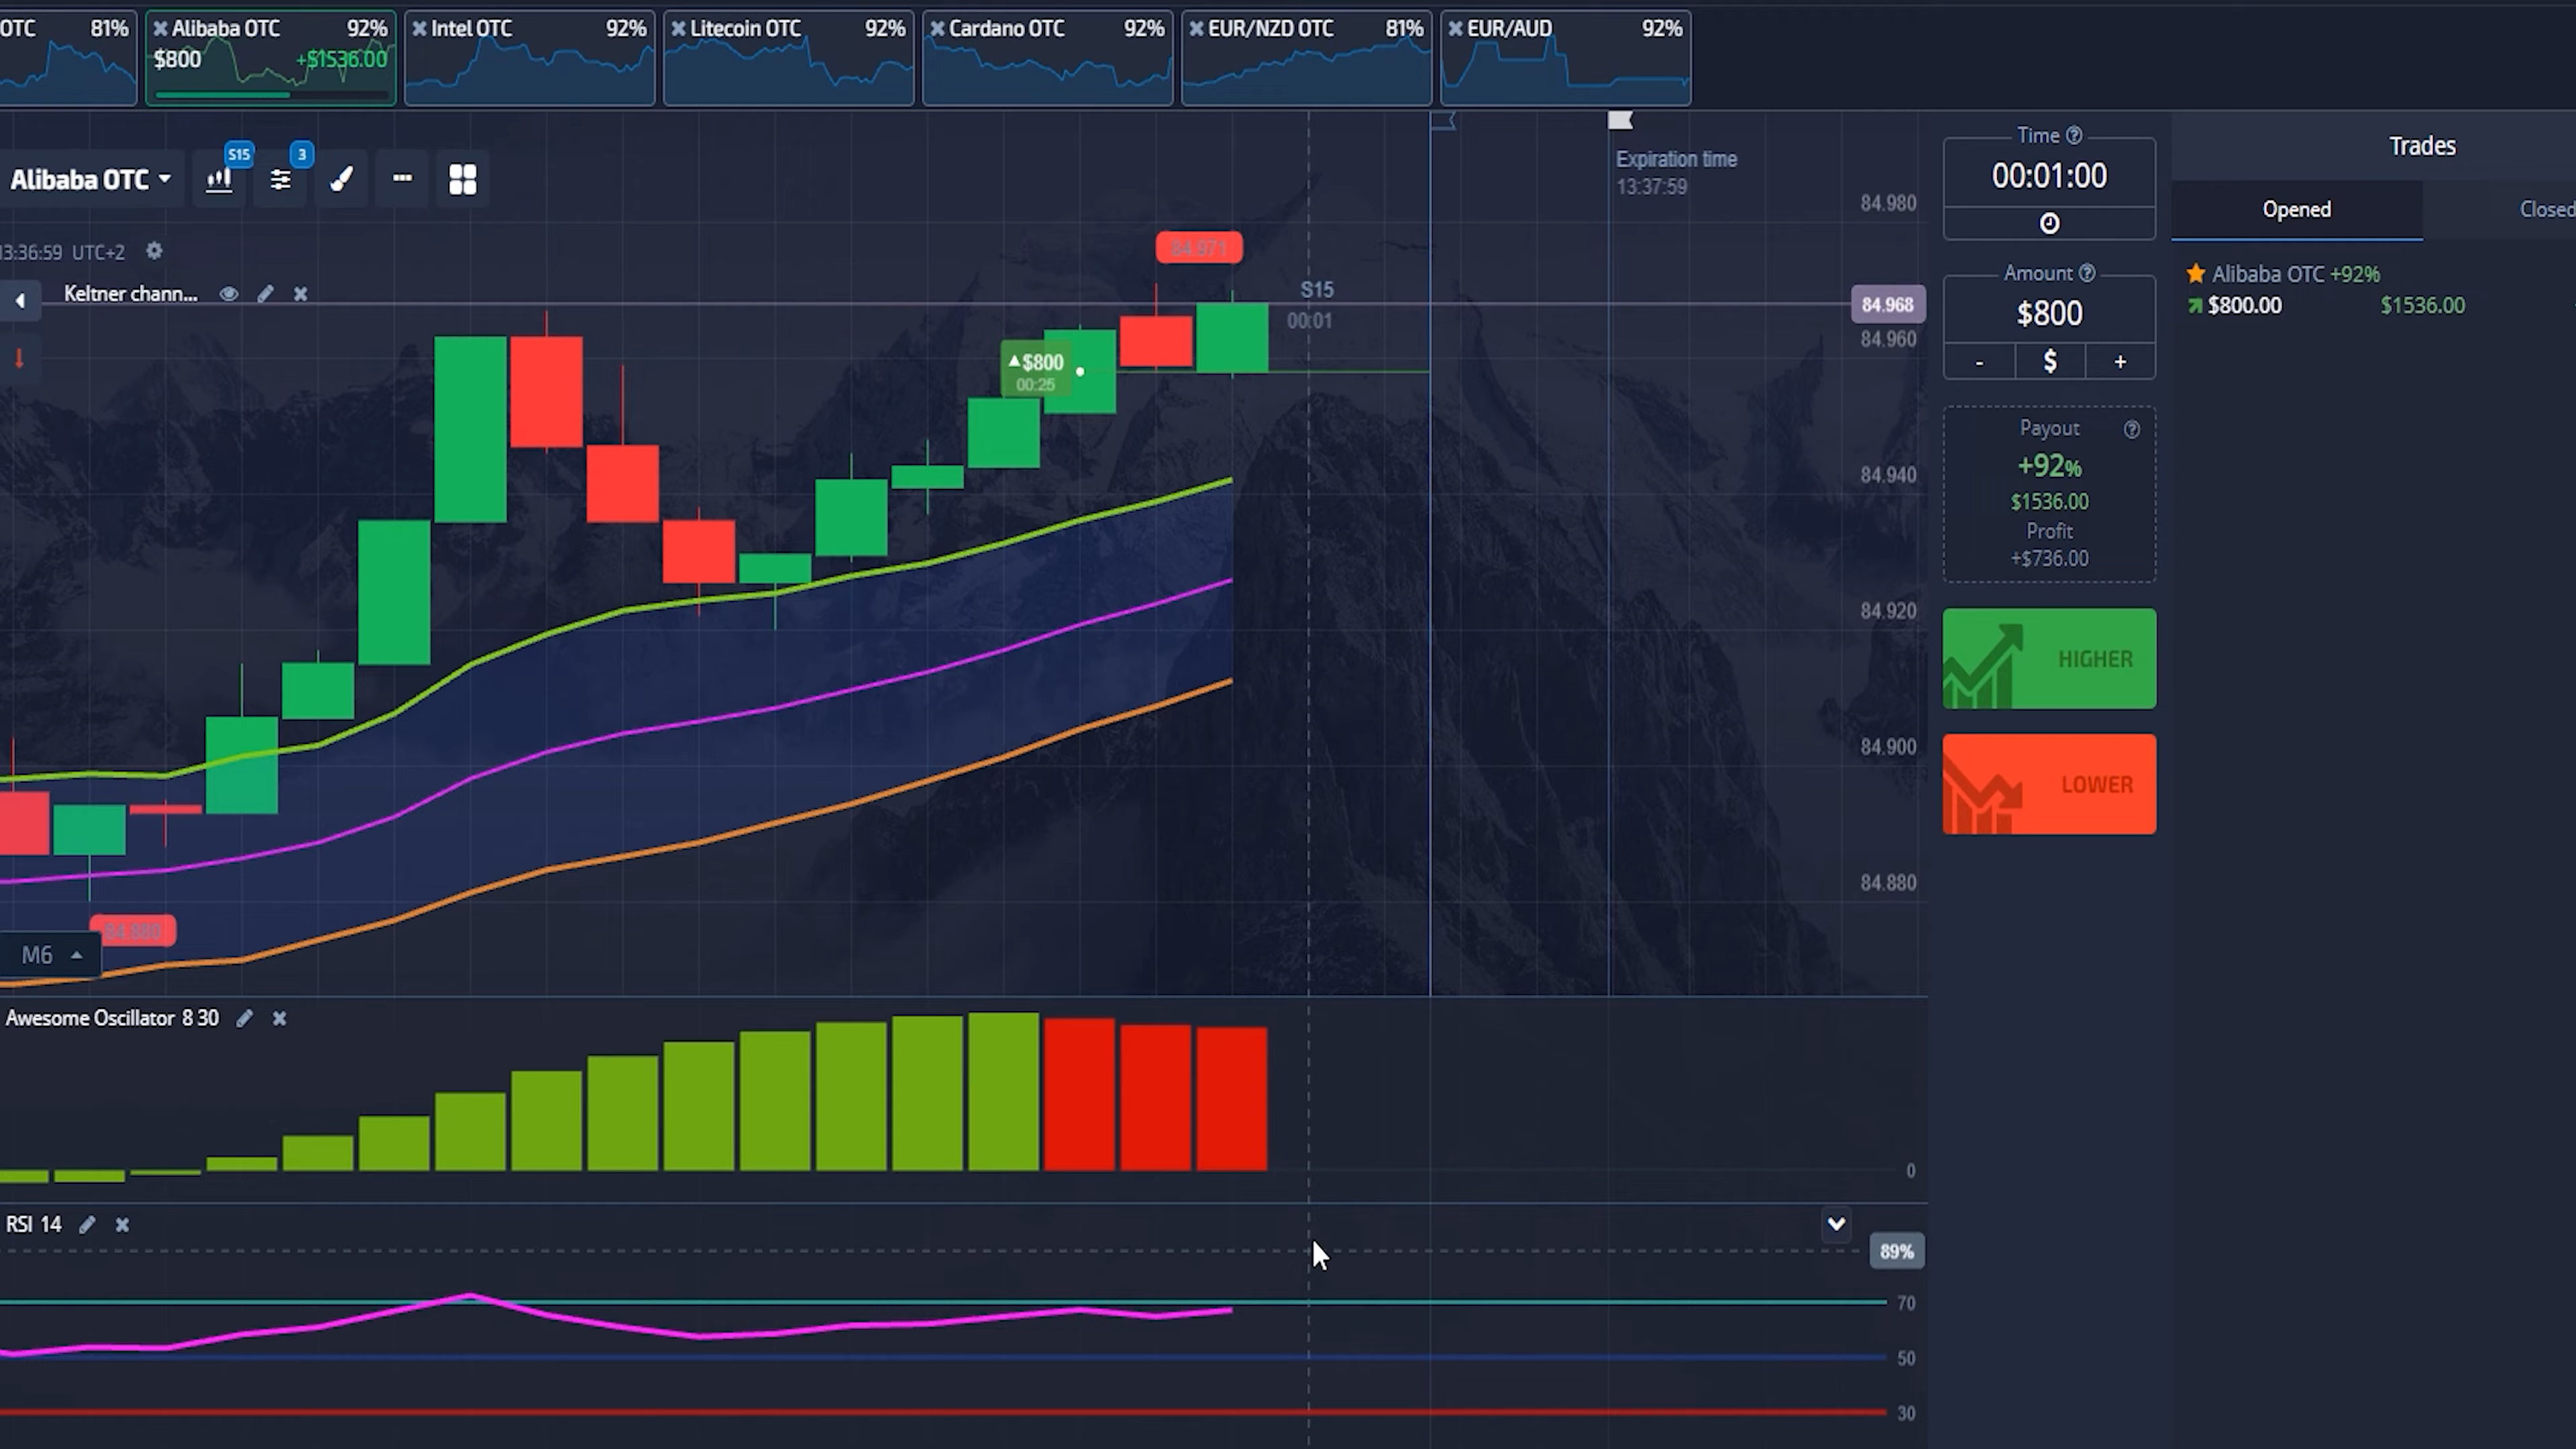 OTC 81%
Alibaba OTC 92%
$800 +$1536.00
Intel OTC 92%
Litecoin OTC 92%
Cardano OTC 92%
EUR/NZD OTC 81%
EUR/AUD 92%
Alibaba OTC
S15
3
13:36:59 UTC+2
Keltner chann...
Expiration time
13:37:59
84.971
S15
00:01
▲$800
00:25
84.980
84.968
84.960
84.940
84.920
84.900
84.880
M6
Awesome Oscillator 8 30
0
RSI 14
89%
70
50
30
Time
00:01:00
Amount
$800
- $ +
Payout
+92%
$1536.00
Profit
+$736.00
HIGHER
LOWER
Trades
Opened Closed
Alibaba OTC +92%
$800.00 $1536.00